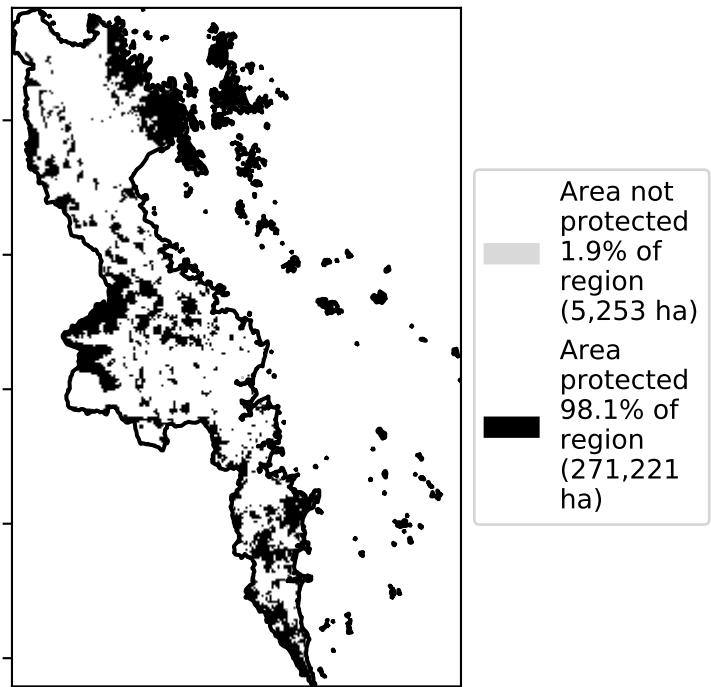 Area not
protected
1.9% of
region
(5,253 ha)
Area
protected
98.1% of
region
(271,221
ha)